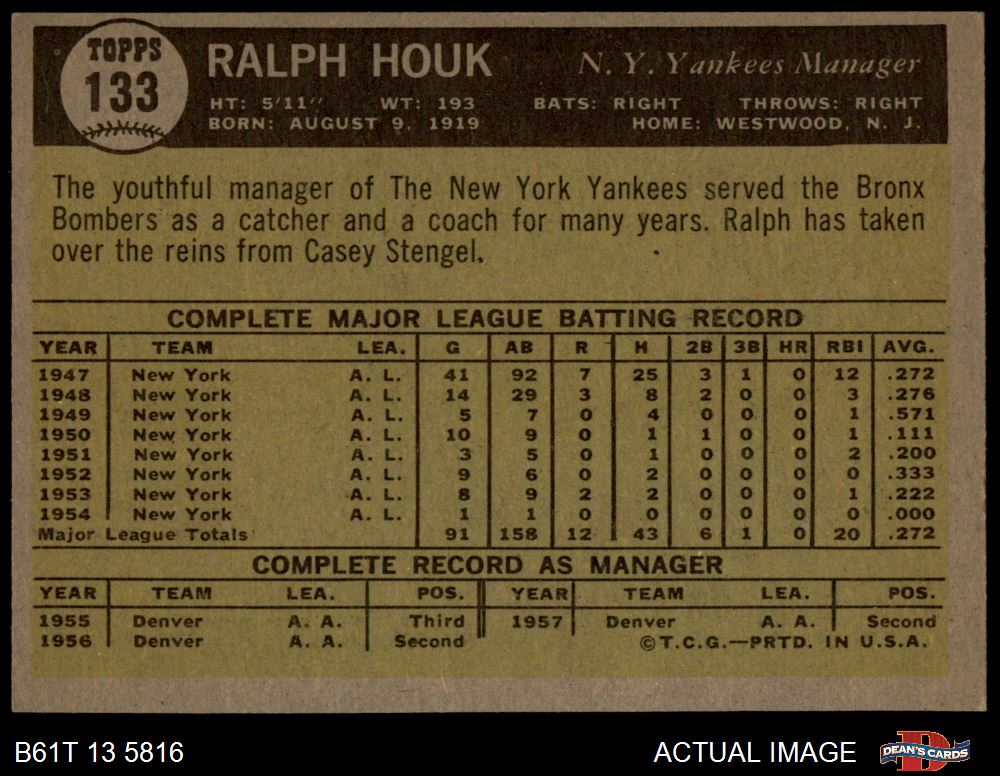 TOPPS
133
RALPH HOUK
N. Y. Yankees Manager
HT: 5'11" WT: 193 BATS: RIGHT THROWS: RIGHT
BORN: AUGUST 9, 1919 HOME: WESTWOOD, N. J.
The youthful manager of The New York Yankees served the Bronx
Bombers as a catcher and a coach for many years. Ralph has taken
over the reins from Casey Stengel.
COMPLETE MAJOR LEAGUE BATTING RECORD
YEAR TEAM LEA. G AB R H 2B 3B HR RBI AVG.
1947 New York A. L. 41 92 7 25 3 1 0 12 .272
1948 New York A. L. 14 29 3 8 2 0 0 3 .276
1949 New York A. L. 5 7 0 4 0 0 0 1 .571
1950 New York A. L. 10 9 0 1 1 0 0 1 .111
1951 New York A. L. 3 5 0 1 0 0 0 2 .200
1952 New York A. L. 9 6 0 2 0 0 0 0 .333
1953 New York A. L. 8 9 2 2 0 0 0 1 .222
1954 New York A. L. 1 1 0 0 0 0 0 0 .000
Major League Totals 91 158 12 43 6 1 0 20 .272
COMPLETE RECORD AS MANAGER
YEAR TEAM LEA. POS. YEAR TEAM LEA. POS.
1955 Denver A. A. Third 1957 Denver A. A. Second
1956 Denver A. A. Second ©T.C.G.—PRTD. IN U.S.A.
B61T 13 5816 ACTUAL IMAGE
D
DEAN'S CARDS